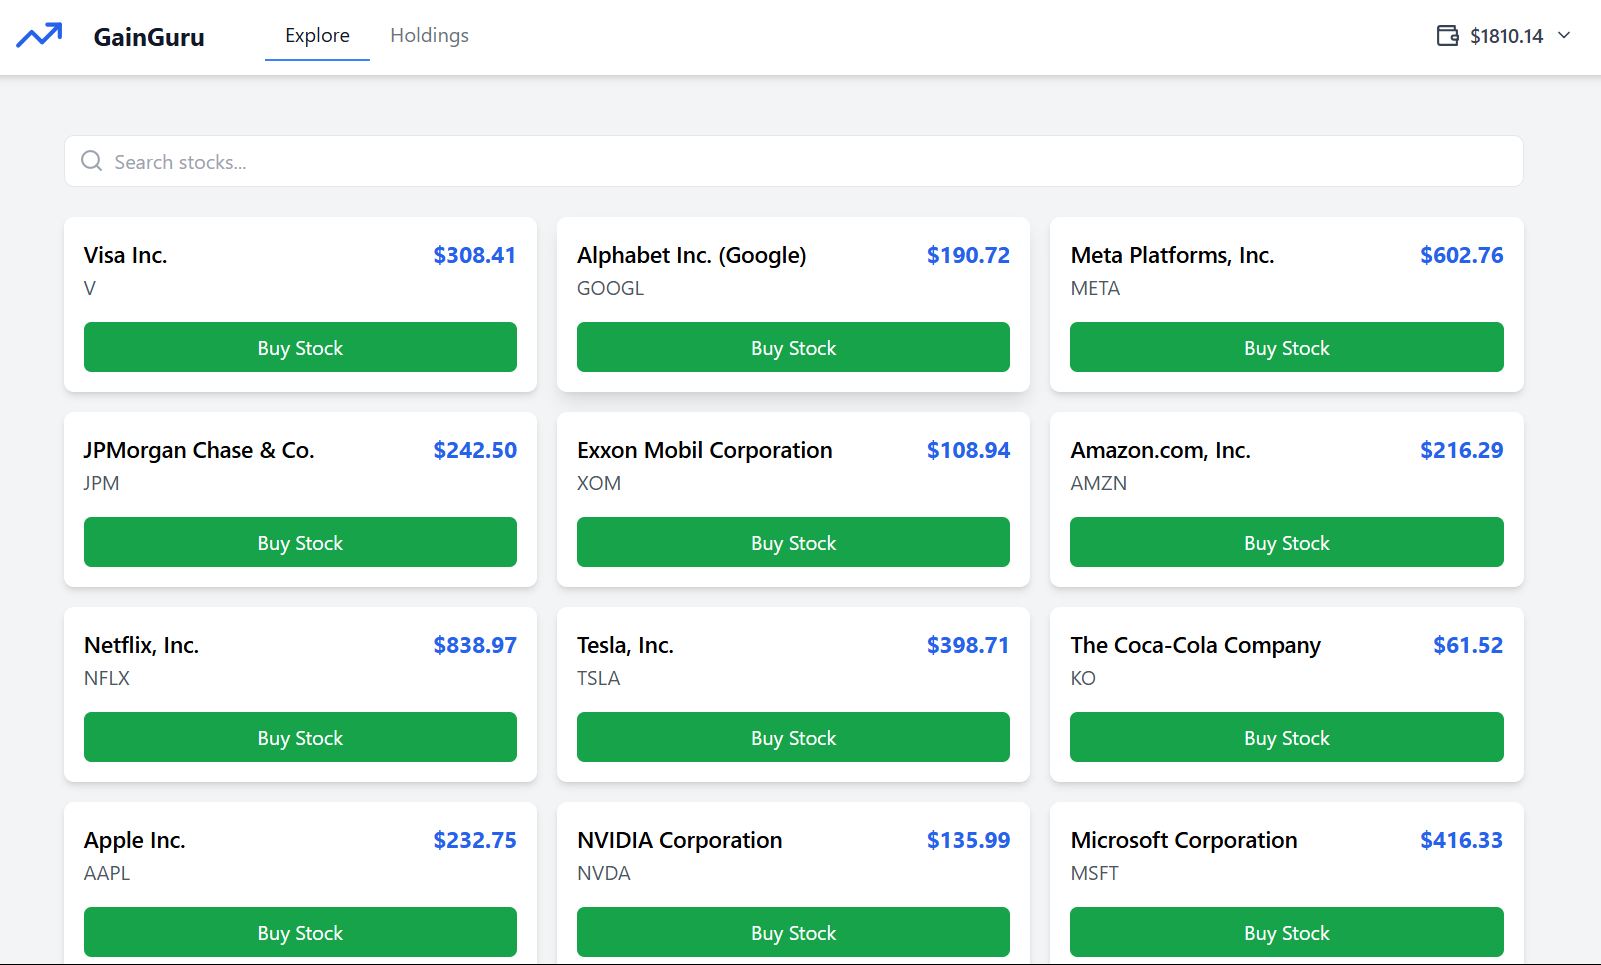 GainGuru
Explore
Holdings
$1810.14
Search stocks...
Visa Inc. $308.41
V
Buy Stock
Alphabet Inc. (Google) $190.72
GOOGL
Buy Stock
Meta Platforms, Inc. $602.76
META
Buy Stock
JPMorgan Chase & Co. $242.50
JPM
Buy Stock
Exxon Mobil Corporation $108.94
XOM
Buy Stock
Amazon.com, Inc. $216.29
AMZN
Buy Stock
Netflix, Inc. $838.97
NFLX
Buy Stock
Tesla, Inc. $398.71
TSLA
Buy Stock
The Coca-Cola Company $61.52
KO
Buy Stock
Apple Inc. $232.75
AAPL
Buy Stock
NVIDIA Corporation $135.99
NVDA
Buy Stock
Microsoft Corporation $416.33
MSFT
Buy Stock